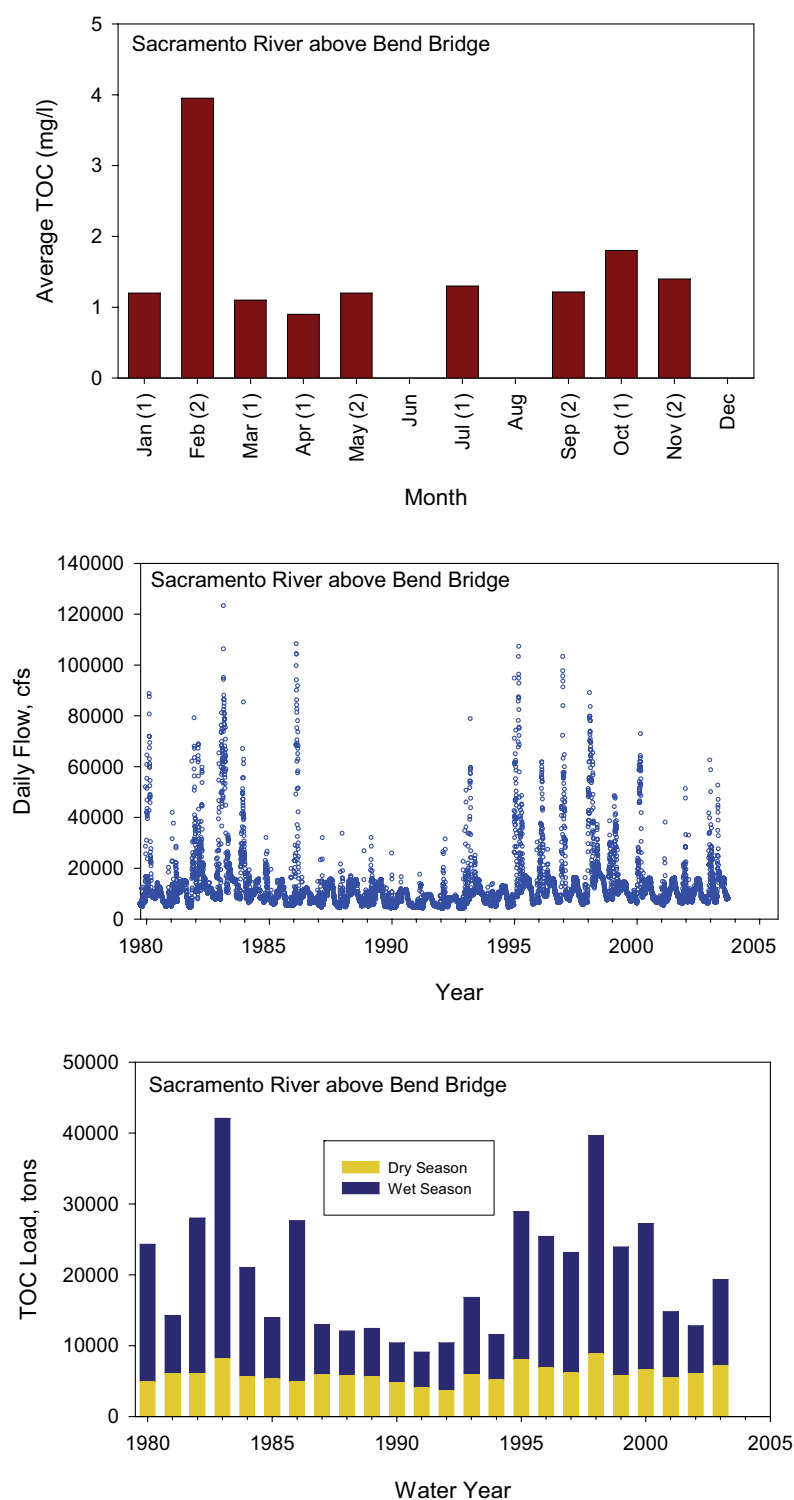 Sacramento River above Bend Bridge
Average TOC (mg/l)
5
4
3
2
1
0
Jan (1)
Feb (2)
Mar (1)
Apr (1)
May (2)
Jun
Jul (1)
Aug
Sep (2)
Oct (1)
Nov (2)
Dec
Month
Sacramento River above Bend Bridge
Daily Flow, cfs
140000
120000
100000
80000
60000
40000
20000
0
1980 1985 1990 1995 2000 2005
Year
Sacramento River above Bend Bridge
TOC Load, tons
50000
40000
30000
20000
10000
0
Dry Season
Wet Season
1980 1985 1990 1995 2000 2005
Water Year